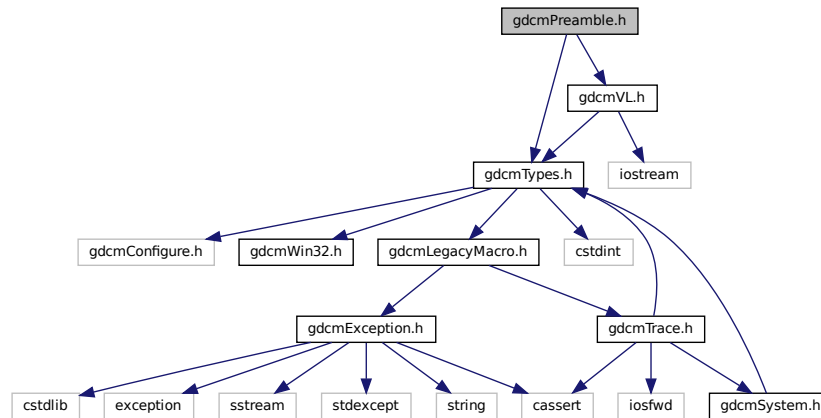 gdcmPreamble.h
gdcmVL.h
gdcmTypes.h
iostream
gdcmConfigure.h
gdcmWin32.h
gdcmLegacyMacro.h
cstdint
gdcmException.h
gdcmTrace.h
cstdlib
exception
sstream
stdexcept
string
cassert
iosfwd
gdcmSystem.h